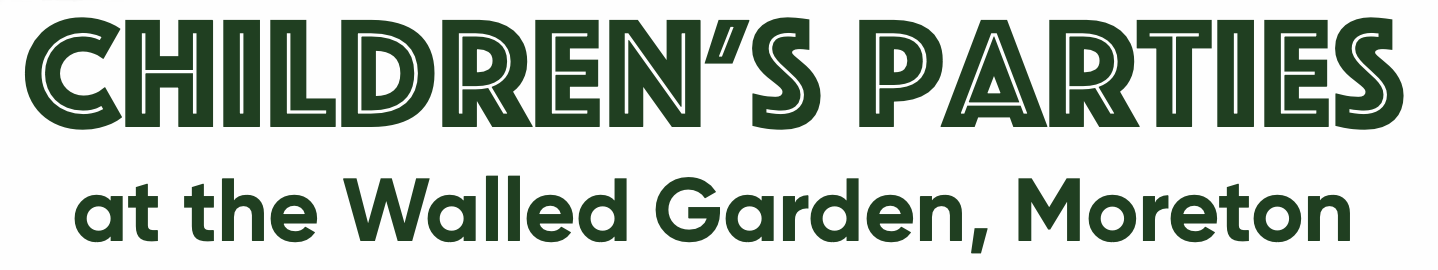 CHILDREN’S PARTIES
at the Walled Garden, Moreton